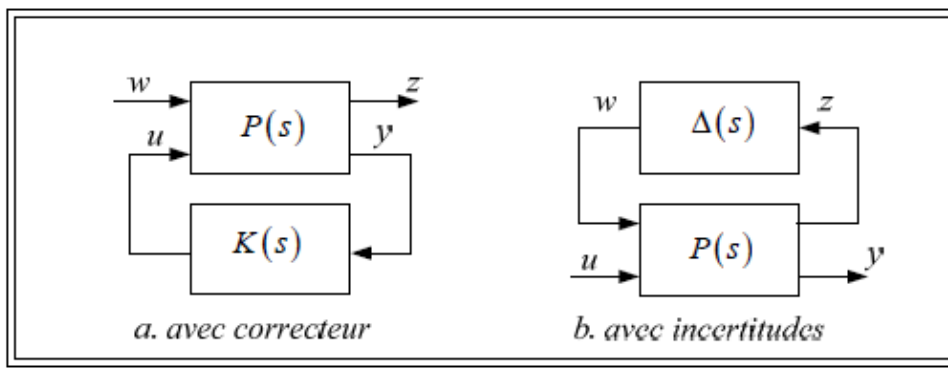 w
z
P(s)
u
y
K(s)
a. avec correcteur
w
z
Δ(s)
P(s)
u
y
b. avec incertitudes